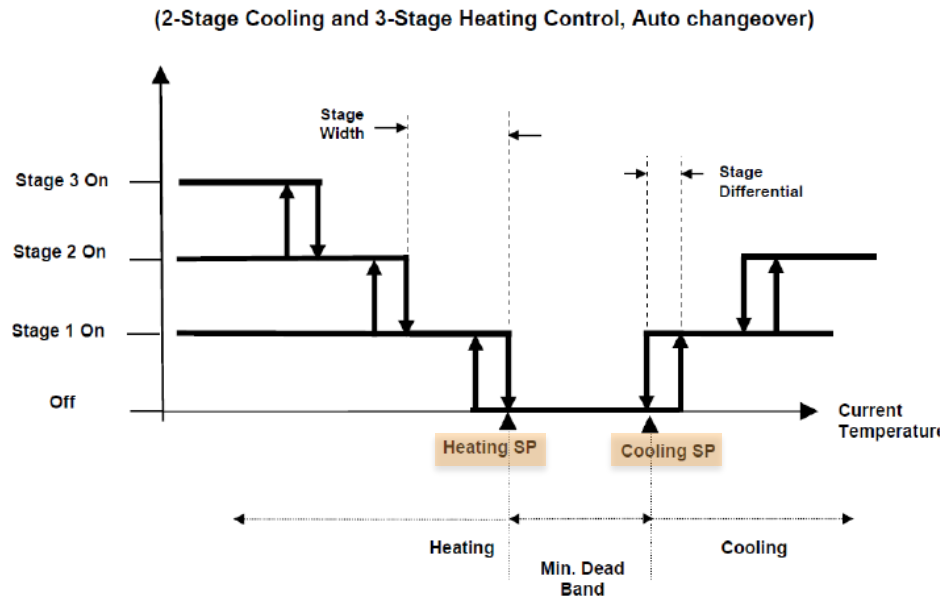 (2-Stage Cooling and 3-Stage Heating Control, Auto changeover)
Stage
Width
Stage 3 On
Stage
Differential
Stage 2 On
Stage 1 On
Off
Current
Temperature
Heating SP
Cooling SP
Heating
Cooling
Min. Dead
Band